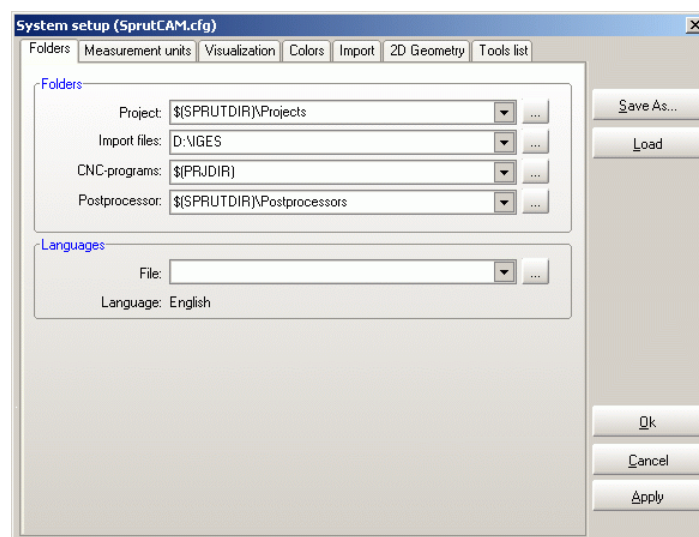 System setup (SprutCAM.cfg)
Folders Measurement units Visualization Colors Import 2D Geometry Tools list
Folders
Project: $(SPRUTDIR)\Projects ...
Import files: D:\IGES ...
CNC-programs: $(PRJDIR) ...
Postprocessor: $(SPRUTDIR)\Postprocessors ...
Languages
File: ...
Language: English
Save As...
Load
Ok
Cancel
Apply